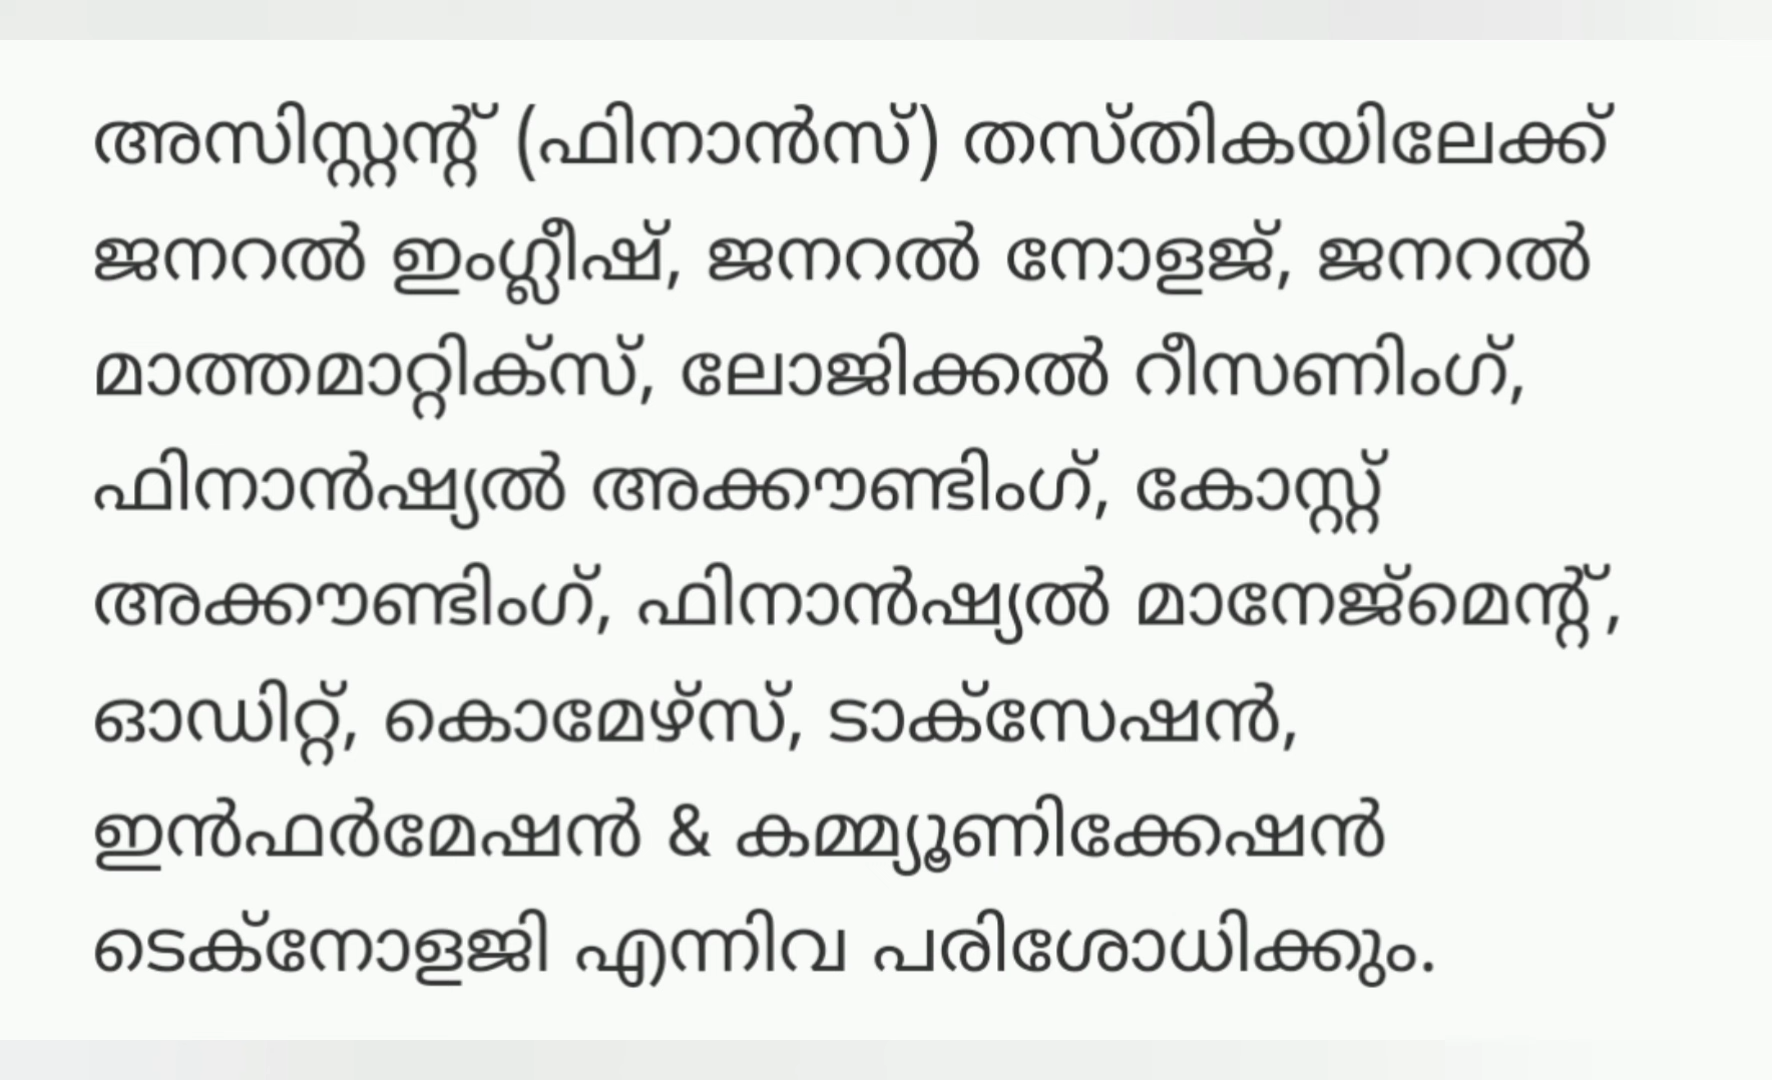 അസിസ്റ്റന്റ് (ഫിനാൻസ്) തസ്തികയിലേക്ക്
ജനറൽ ഇംഗ്ലീഷ്, ജനറൽ നോളജ്, ജനറൽ
മാത്തമാറ്റിക്സ്, ലോജിക്കൽ റീസണിംഗ്,
ഫിനാൻഷ്യൽ അക്കൗണ്ടിംഗ്, കോസ്റ്റ്
അക്കൗണ്ടിംഗ്, ഫിനാൻഷ്യൽ മാനേജ്മെന്റ്,
ഓഡിറ്റ്, കൊമേഴ്സ്, ടാക്സേഷൻ,
ഇൻഫർമേഷൻ & കമ്മ്യൂണിക്കേഷൻ
ടെക്നോളജി എന്നിവ പരിശോധിക്കും.